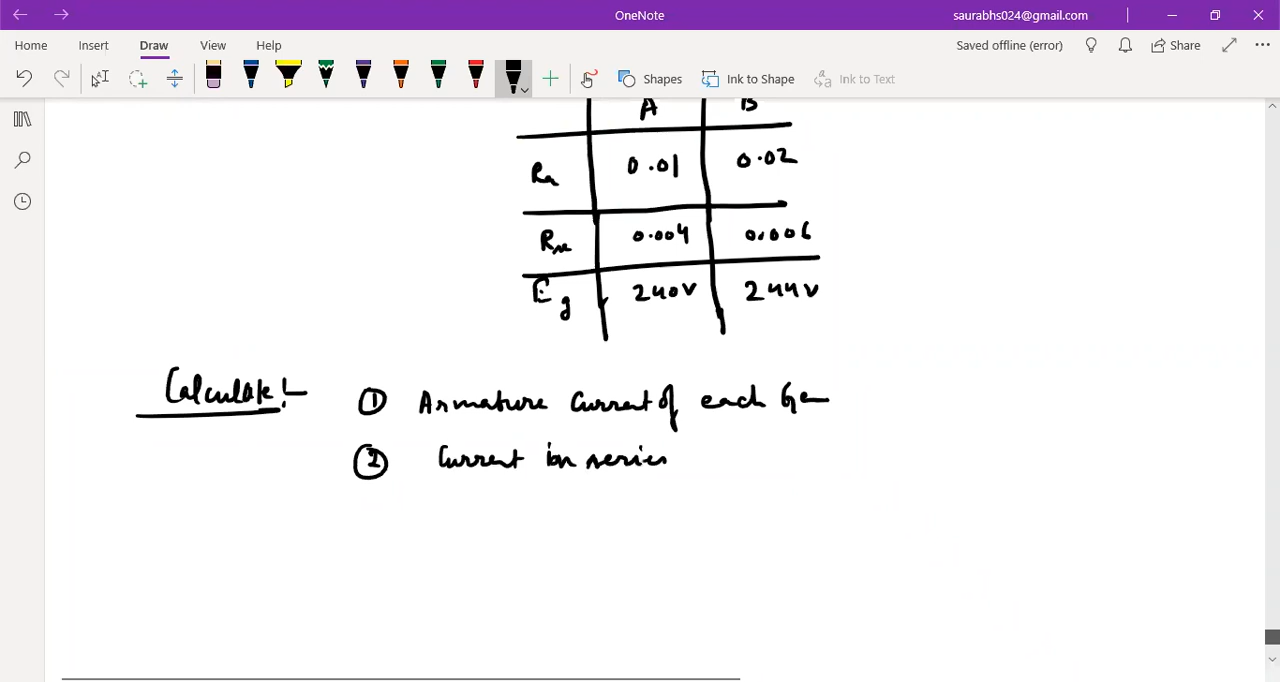 OneNote
saurabhs024@gmail.com
Home Insert Draw View Help
Saved offline (error)
Share
Shapes
Ink to Shape
Ink to Text
A B
Ra 0.01 0.02
Rse 0.004 0.006
Eg 240V 244V
Calculate:-
① Armature Current of each Gen
② Current in series